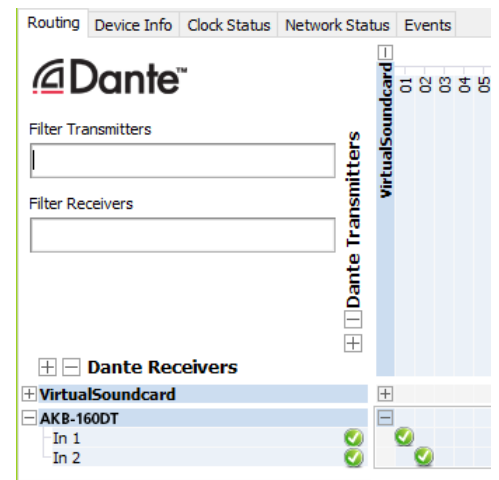 Routing Device Info Clock Status Network Status Events
Dante™
Filter Transmitters
Filter Receivers
Dante Transmitters
VirtualSoundcard
01 02 03 04 05
Dante Receivers
VirtualSoundcard
AKB-160DT
In 1
In 2